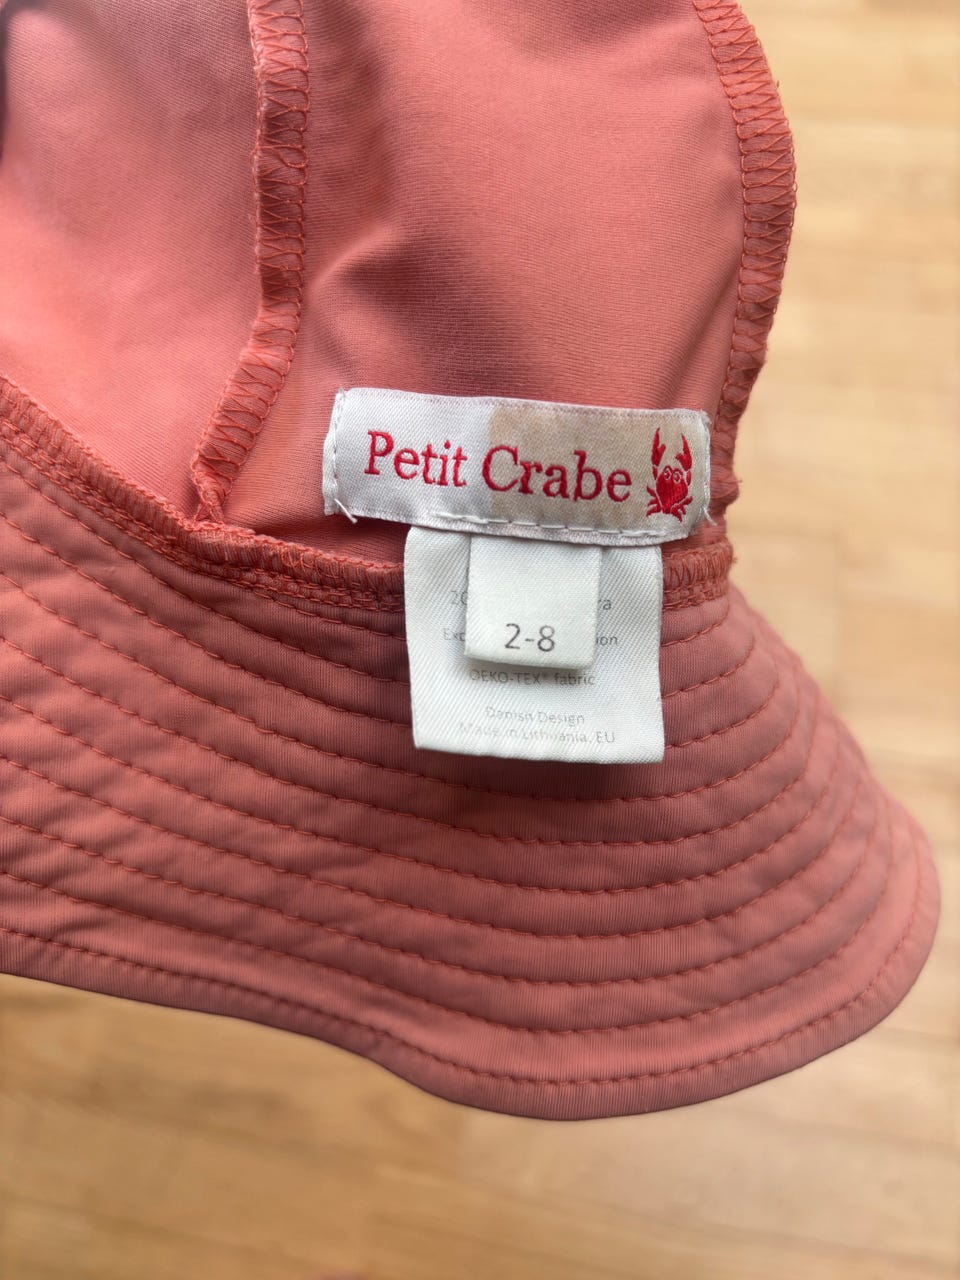 Petit Crabe
2-8
OEKO-TEX® fabric
Danish Design
Made in Lithuania, EU